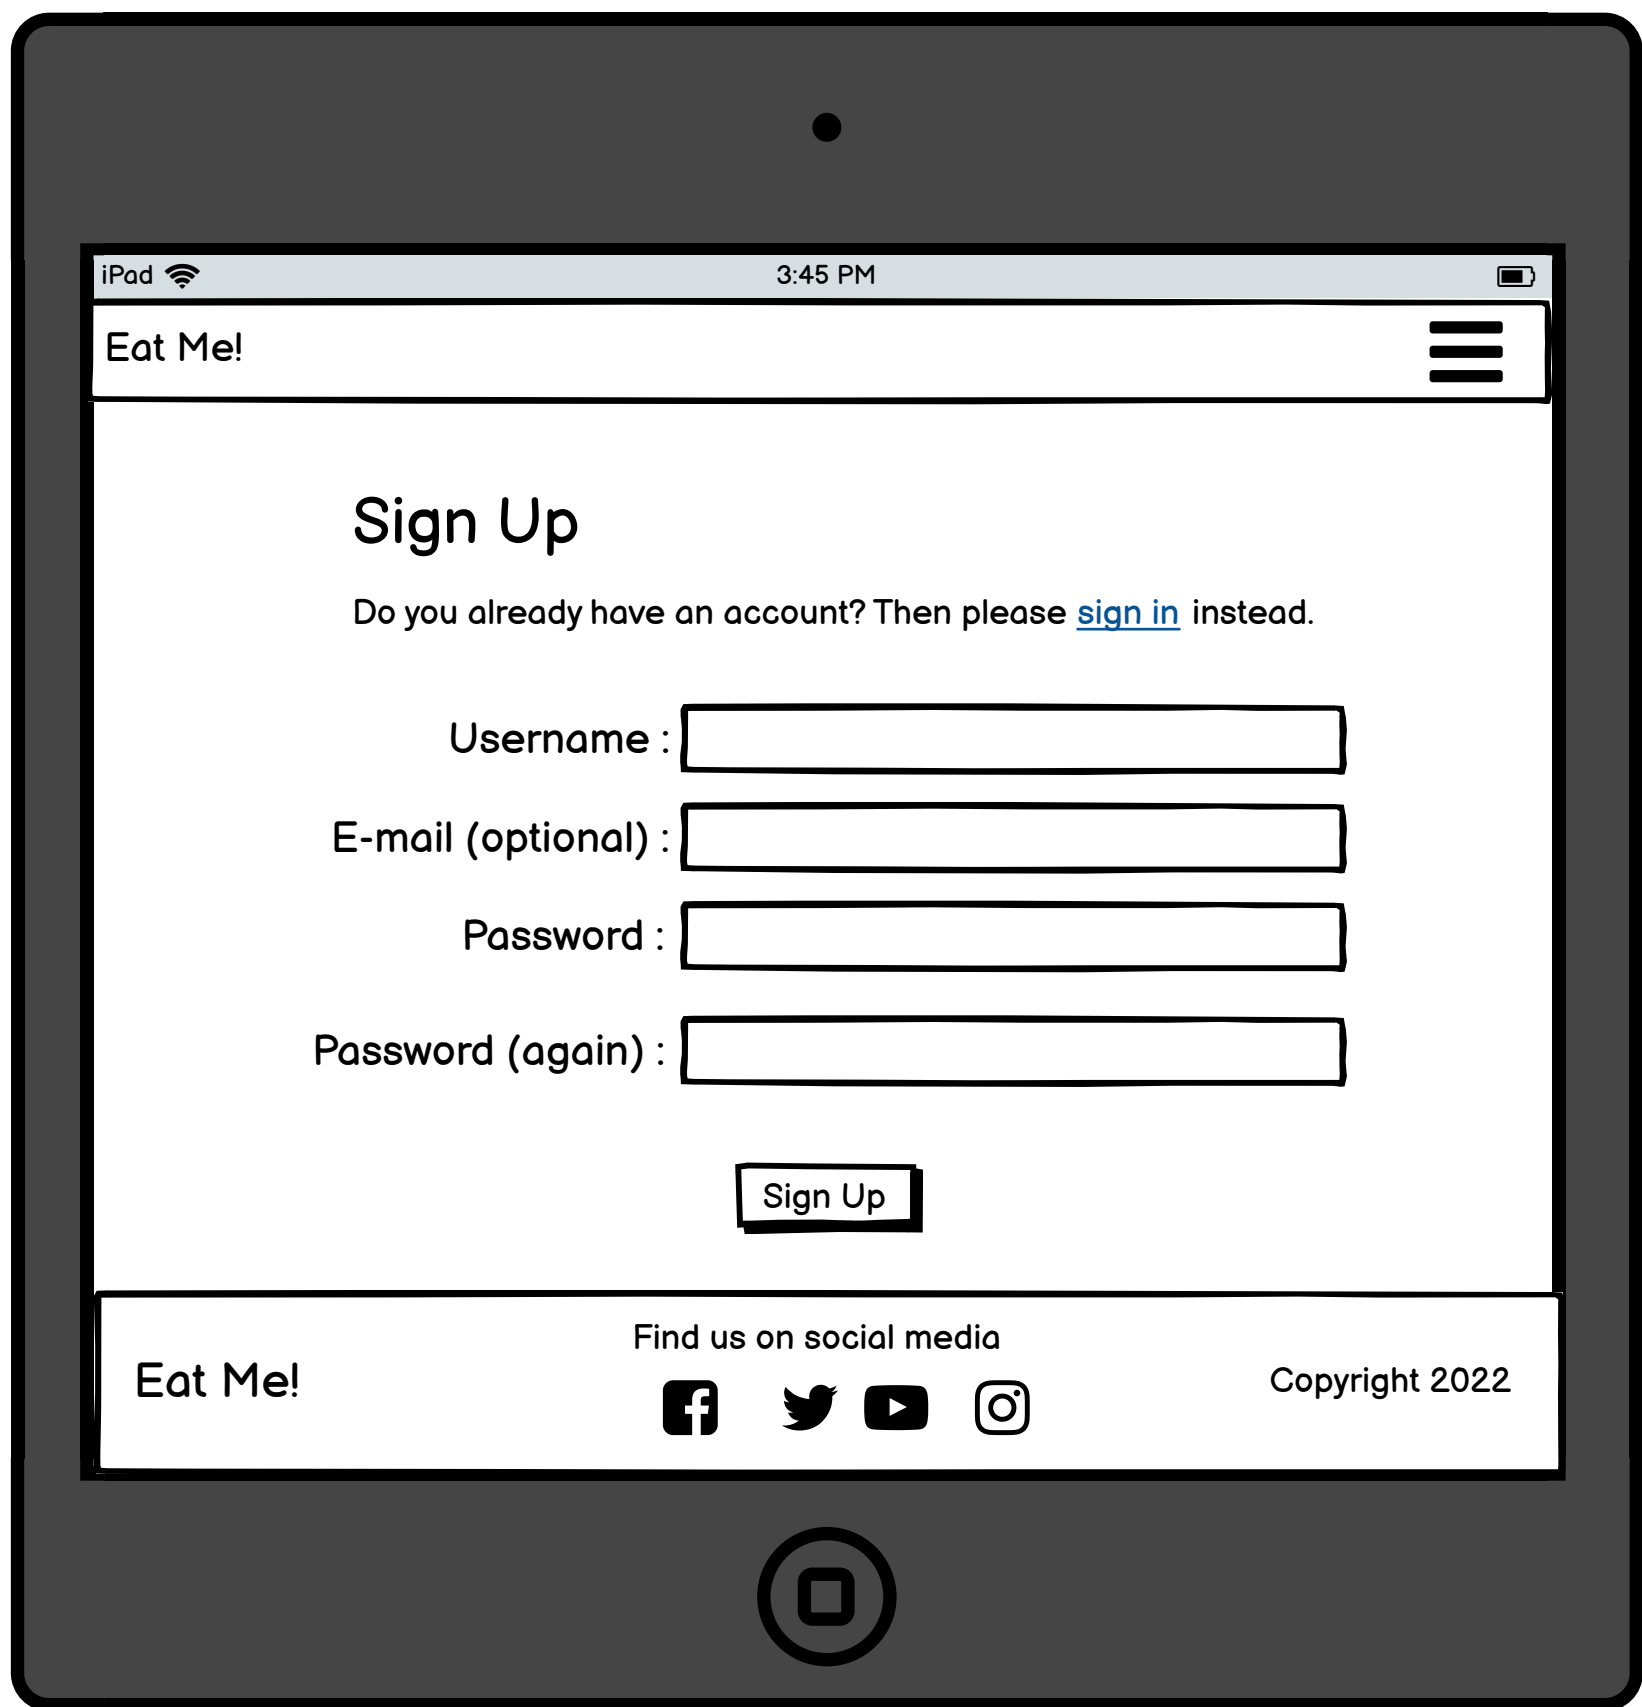 iPad 3:45 PM
Eat Me!
Sign Up
Do you already have an account? Then please sign in instead.
Username :
E-mail (optional) :
Password :
Password (again) :
Sign Up
Find us on social media
Eat Me!
Copyright 2022